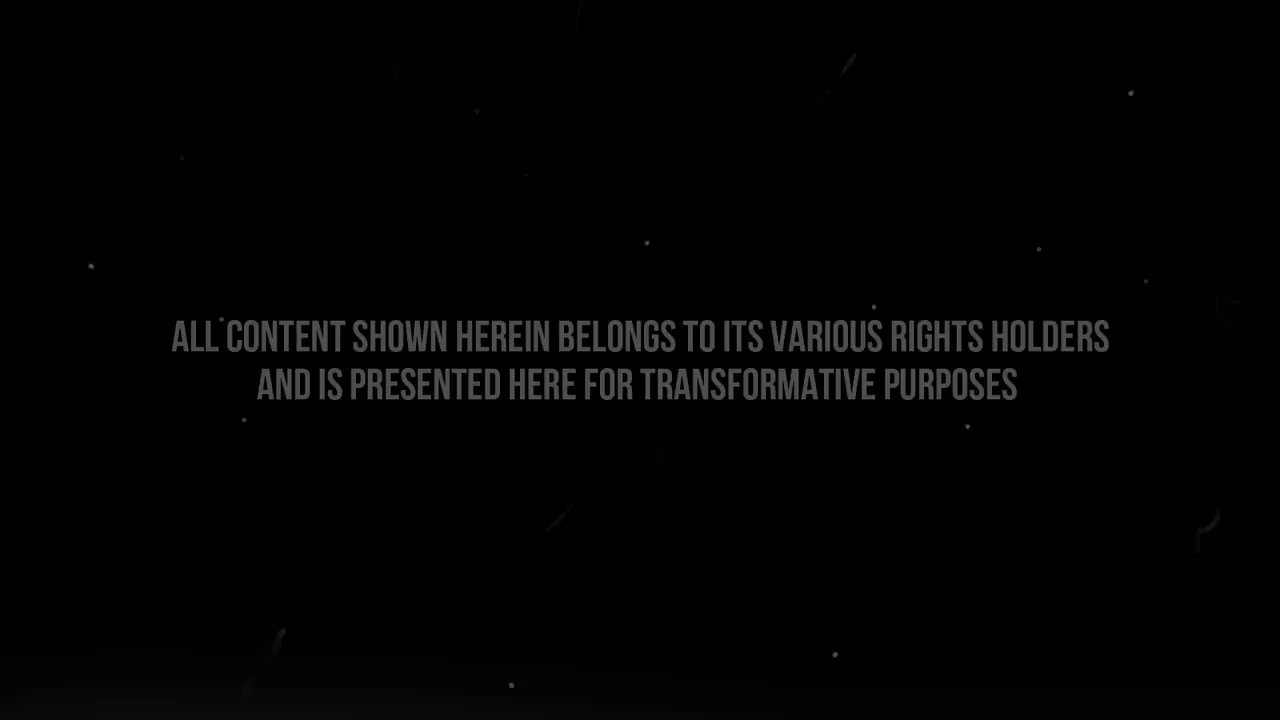 ALL CONTENT SHOWN HEREIN BELONGS TO ITS VARIOUS RIGHTS HOLDERS
AND IS PRESENTED HERE FOR TRANSFORMATIVE PURPOSES